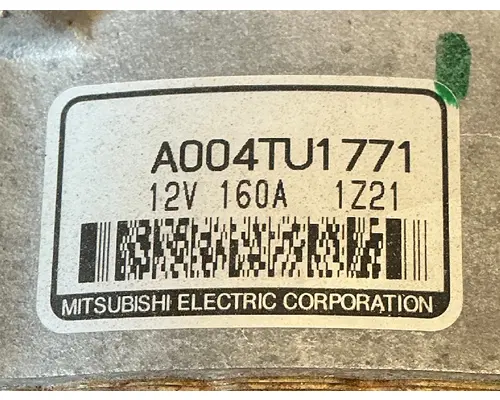 A004TU1771
12V 160A 1Z21
MITSUBISHI ELECTRIC CORPORATION